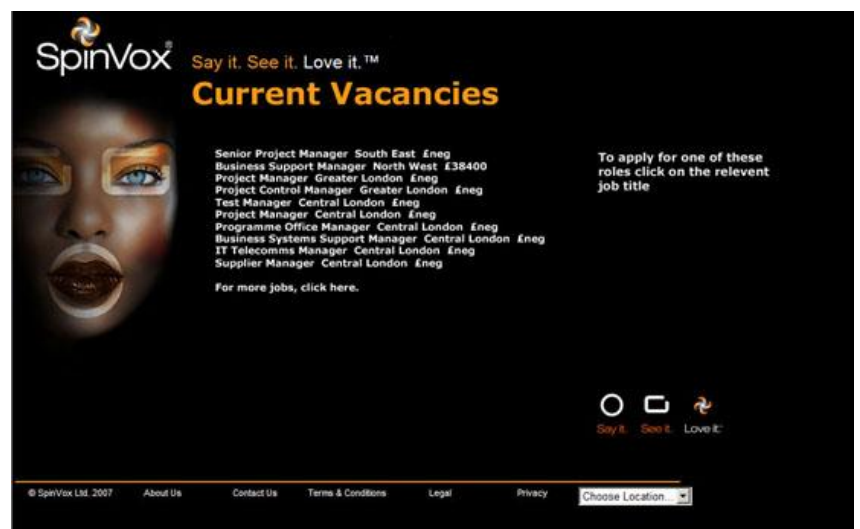 SpinVox®
Say it. See it. Love it.™
Current Vacancies
Senior Project Manager South East £neg
Business Support Manager North West £38400
Project Manager Greater London £neg
Project Control Manager Greater London £neg
Test Manager Central London £neg
Project Manager Central London £neg
Programme Office Manager Central London £neg
Business Systems Support Manager Central London £neg
IT Telecomms Manager Central London £neg
Supplier Manager Central London £neg
For more jobs, click here.
To apply for one of these
roles click on the relevent
job title
Say it. See it. Love it.
© SpinVox Ltd. 2007 About Us Contact Us Terms & Conditions Legal Privacy Choose Location...